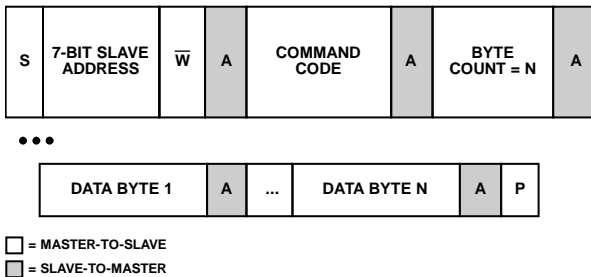 S 7-BIT SLAVE ADDRESS W̅ A COMMAND CODE A BYTE COUNT = N A
•••
DATA BYTE 1 A ... DATA BYTE N A P
= MASTER-TO-SLAVE
= SLAVE-TO-MASTER